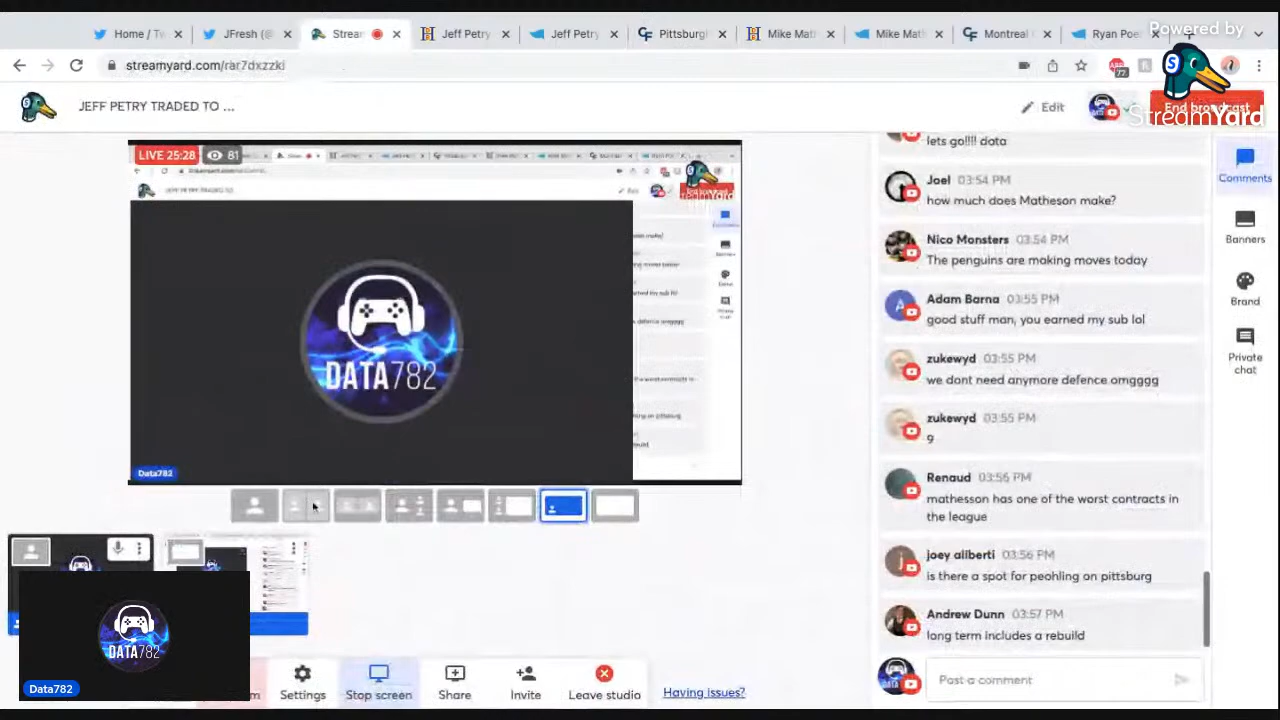 Home / Tw
JFresh (@
Stream
Jeff Petry
Jeff Petry
Pittsburgh
Mike Math
Mike Math
Montreal
Ryan Poe
Powered by
streamyard.com/rar7dxzzki
77
StreamYard
JEFF PETRY TRADED TO ...
Edit
End broadcast
LIVE 25:28
81
DATA782
Data782
lets go!!!! data
Joel 03:54 PM
how much does Matheson make?
Nico Monsters 03:54 PM
The penguins are making moves today
Adam Barna 03:55 PM
good stuff man, you earned my sub lol
zukewyd 03:55 PM
we dont need anymore defence omgggg
zukewyd 03:55 PM
9
Renaud 03:56 PM
mathesson has one of the worst contracts in
the league
joey aliberti 03:56 PM
is there a spot for peohling on pittsburg
Andrew Dunn 03:57 PM
long term includes a rebuild
Post a comment
Comments
Banners
Brand
Private
chat
DATA782
Data782
Settings
Stop screen
Share
Invite
Leave studio
Having issues?